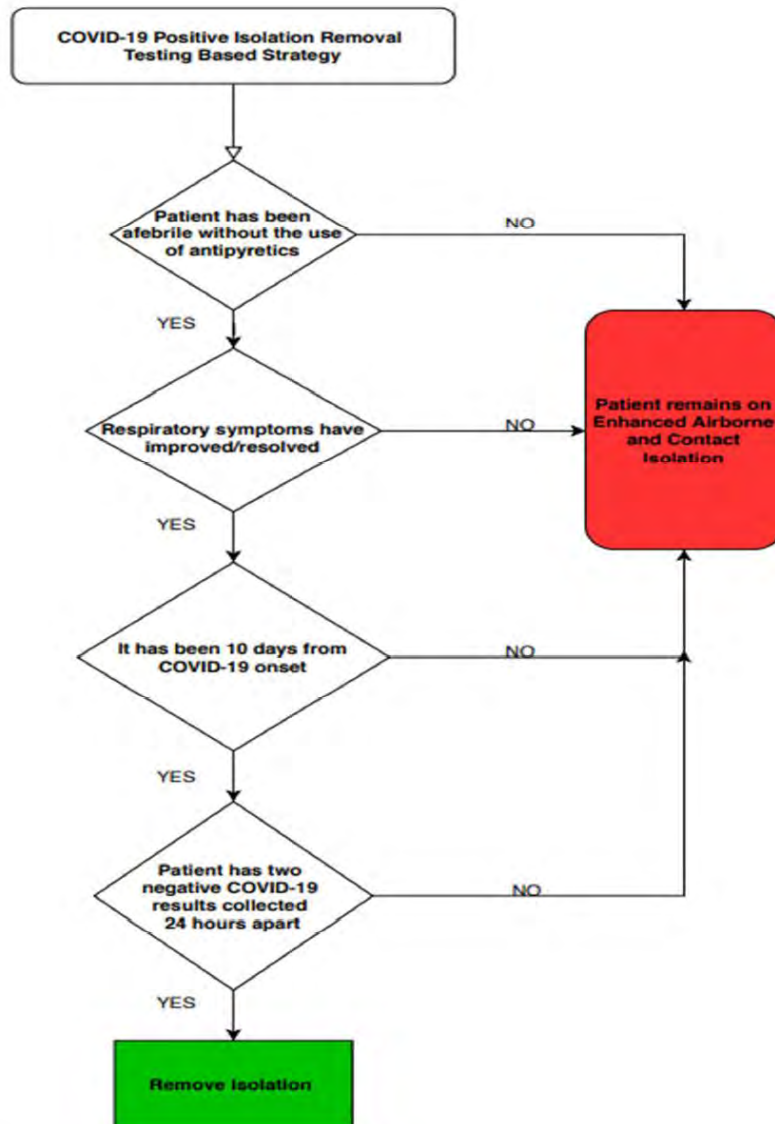 COVID-19 Positive Isolation Removal
Testing Based Strategy
Patient has been
afebrile without the use
of antipyretics
NO
YES
Respiratory symptoms have
improved/resolved
NO
Patient remains on
Enhanced Airborne
and Contact
Isolation
YES
It has been 10 days from
COVID-19 onset
NO
YES
Patient has two
negative COVID-19
results collected
24 hours apart
NO
YES
Remove Isolation